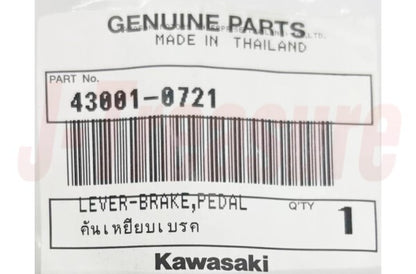 GENUINE PARTS
MADE IN THAILAND
PART No.
43001-0721
J-Treasure
LEVER-BRAKE,PEDAL
Q'TY 1
คันเหยียบเบรค
Kawasaki